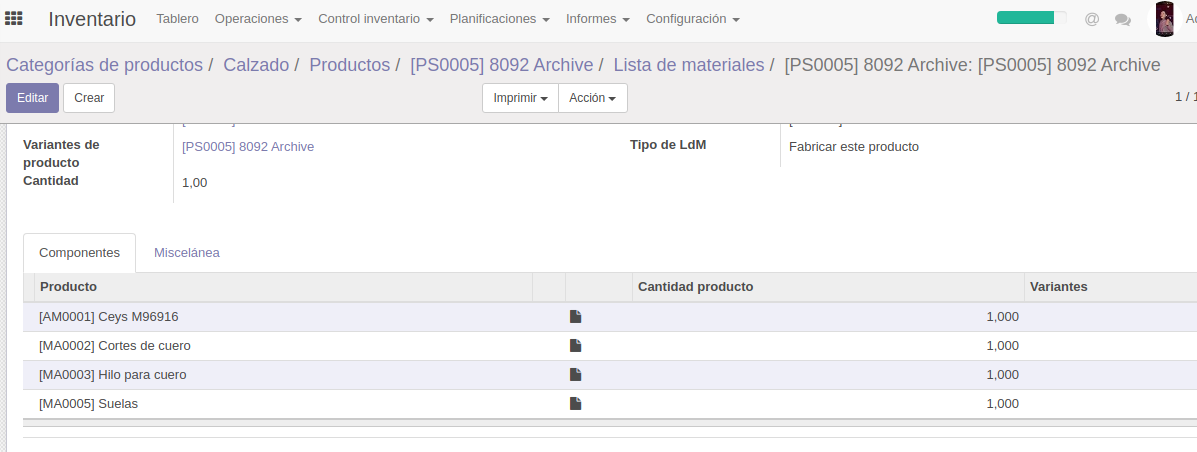 Inventario Tablero Operaciones Control inventario Planificaciones Informes Configuración @
Categorías de productos / Calzado / Productos / [PS0005] 8092 Archive / Lista de materiales / [PS0005] 8092 Archive: [PS0005] 8092 Archive
Editar Crear Imprimir Acción 1 / 1
Variantes de producto [PS0005] 8092 Archive Tipo de LdM Fabricar este producto
Cantidad 1,00
Componentes Miscelánea
Producto Cantidad producto Variantes
[AM0001] Ceys M96916 1,000
[MA0002] Cortes de cuero 1,000
[MA0003] Hilo para cuero 1,000
[MA0005] Suelas 1,000